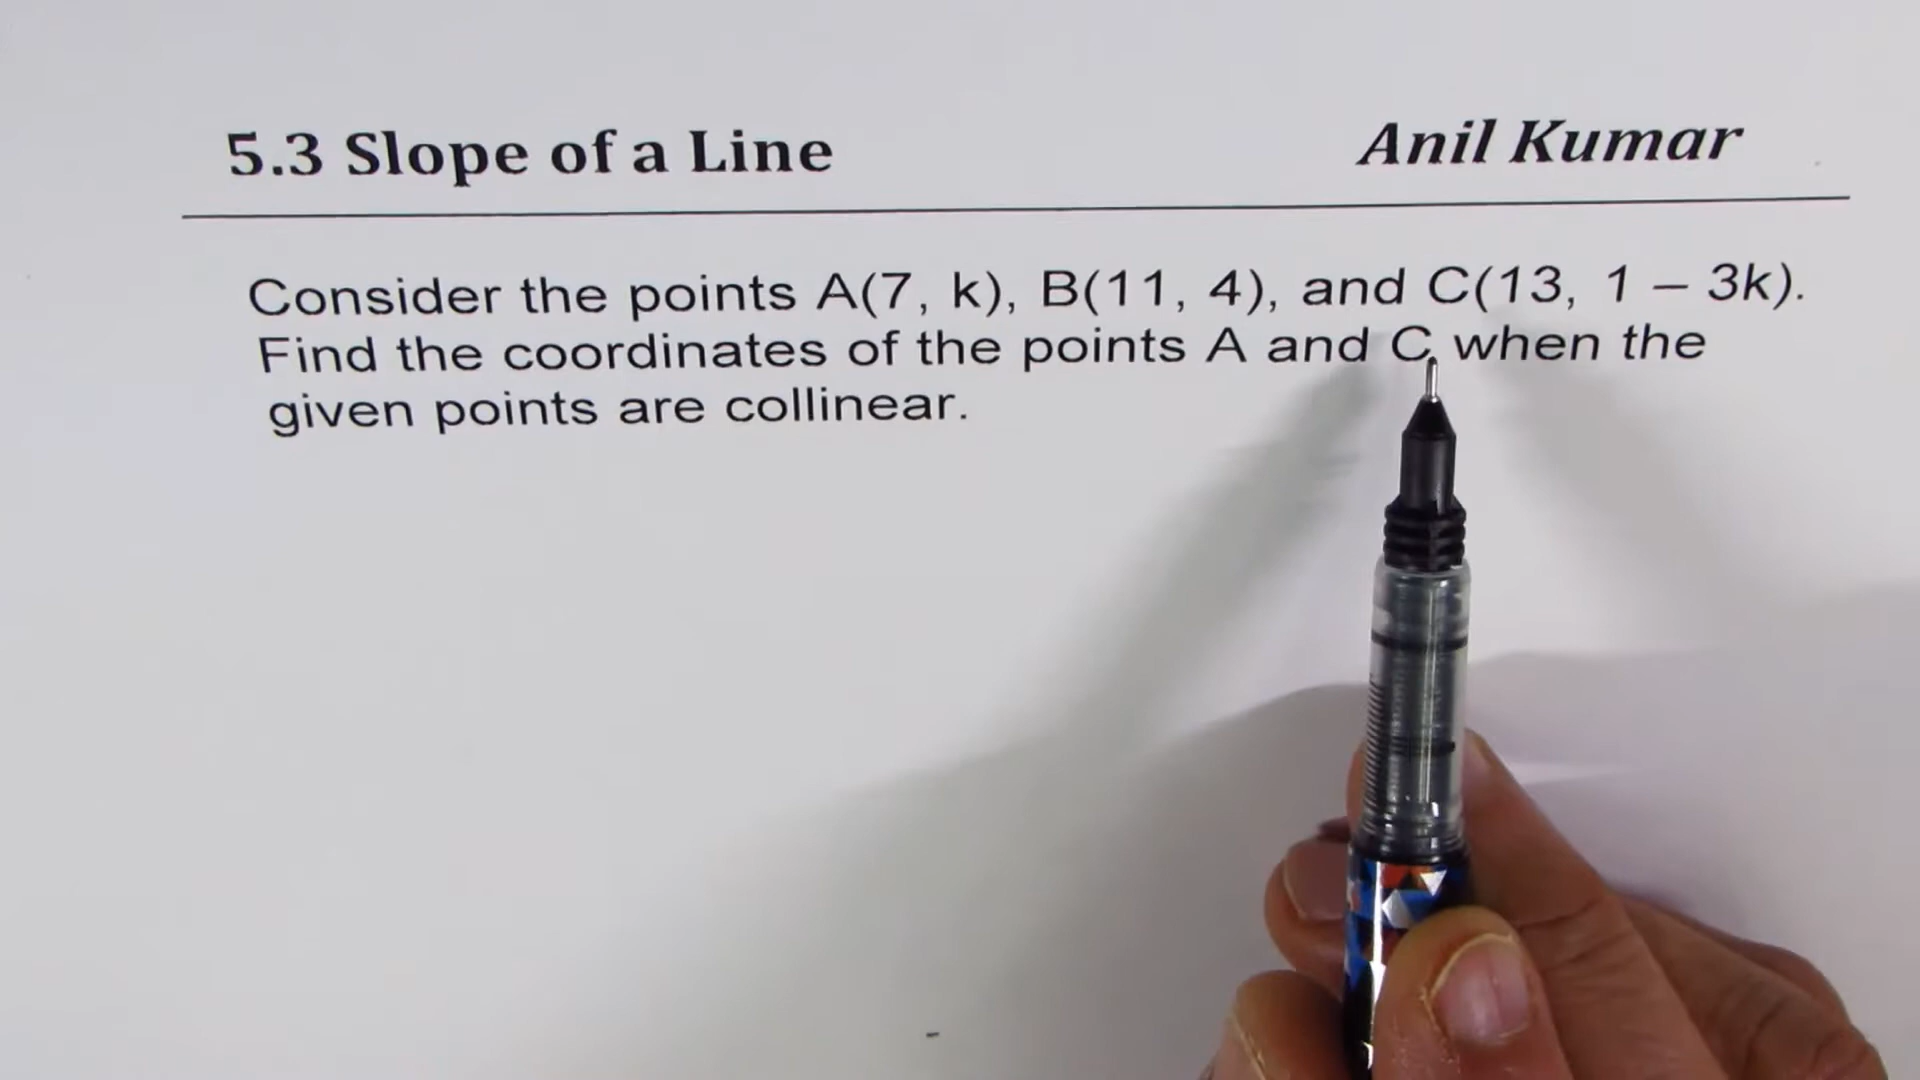 5.3 Slope of a Line Anil Kumar
Consider the points A(7, k), B(11, 4), and C(13, 1 – 3k).
Find the coordinates of the points A and C when the
given points are collinear.